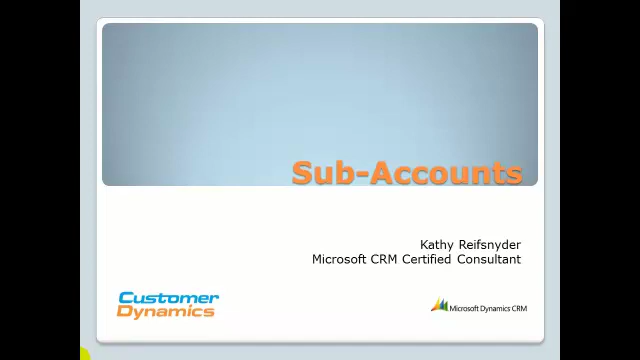 Sub-Accounts
Kathy Reifsnyder
Microsoft CRM Certified Consultant
Customer
Dynamics
Microsoft Dynamics CRM